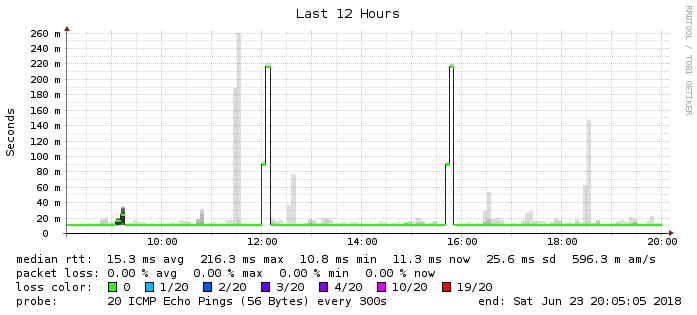 Last 12 Hours
RRDTOOL / TOBI OETIKER
Seconds
260 m
240 m
220 m
200 m
180 m
160 m
140 m
120 m
100 m
80 m
60 m
40 m
20 m
0
10:00 12:00 14:00 16:00 18:00 20:00
median rtt: 15.3 ms avg 216.3 ms max 10.8 ms min 11.3 ms now 25.6 ms sd 596.3 m am/s
packet loss: 0.00 % avg 0.00 % max 0.00 % min 0.00 % now
loss color: 0 1/20 2/20 3/20 4/20 10/20 19/20
probe: 20 ICMP Echo Pings (56 Bytes) every 300s end: Sat Jun 23 20:05:05 2018